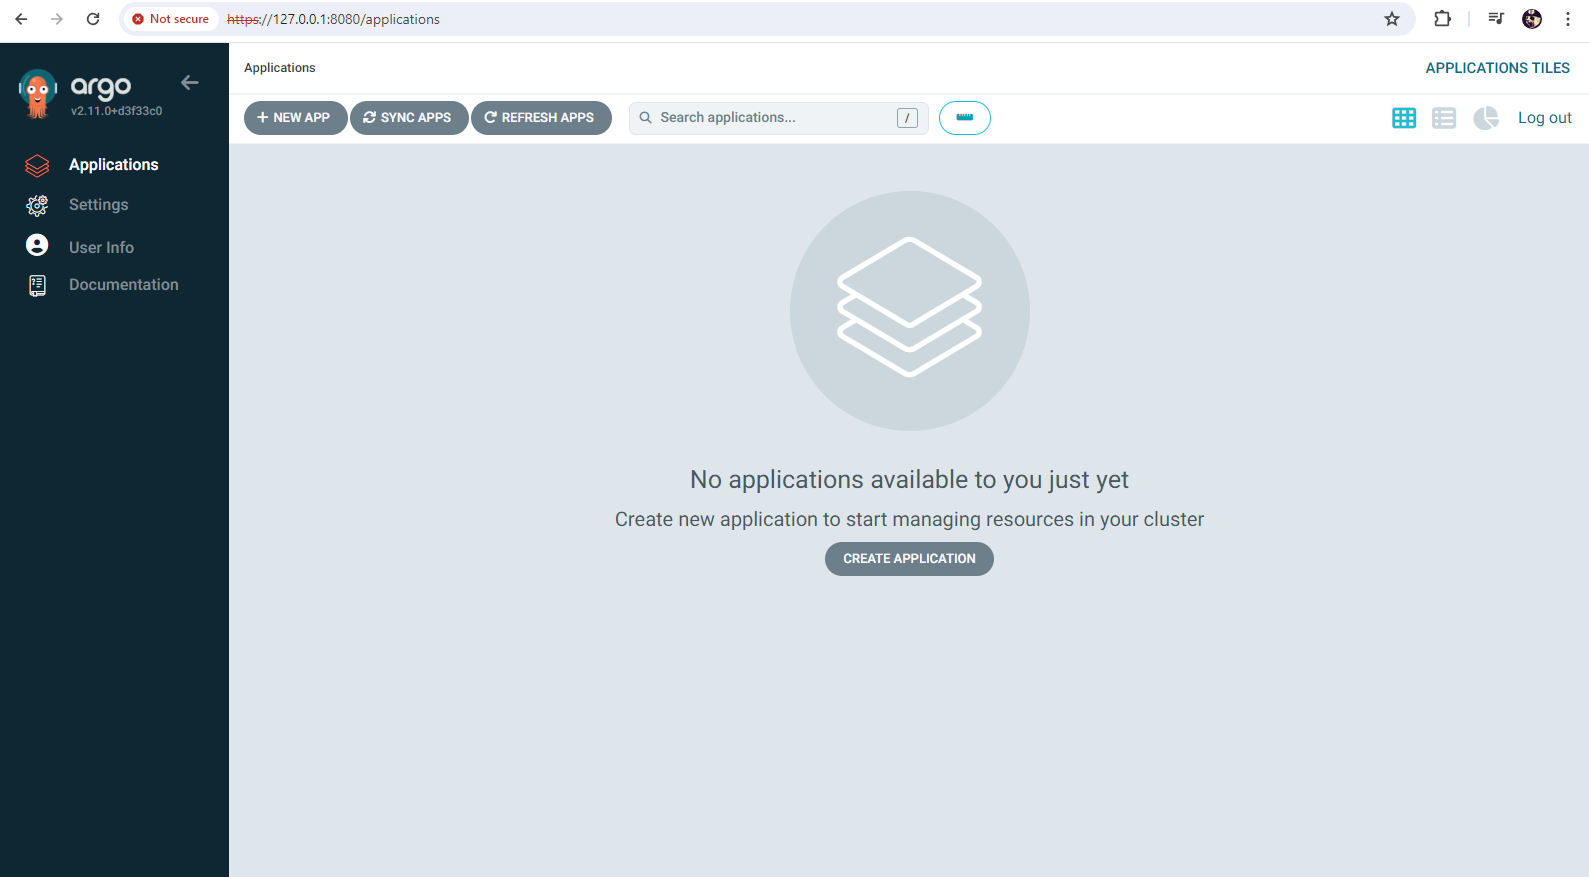 Not secure https://127.0.0.1:8080/applications
argo
v2.11.0+d3f33c0
Applications
Settings
User Info
Documentation
Applications
APPLICATIONS TILES
+ NEW APP SYNC APPS REFRESH APPS Search applications... / Log out
No applications available to you just yet
Create new application to start managing resources in your cluster
CREATE APPLICATION